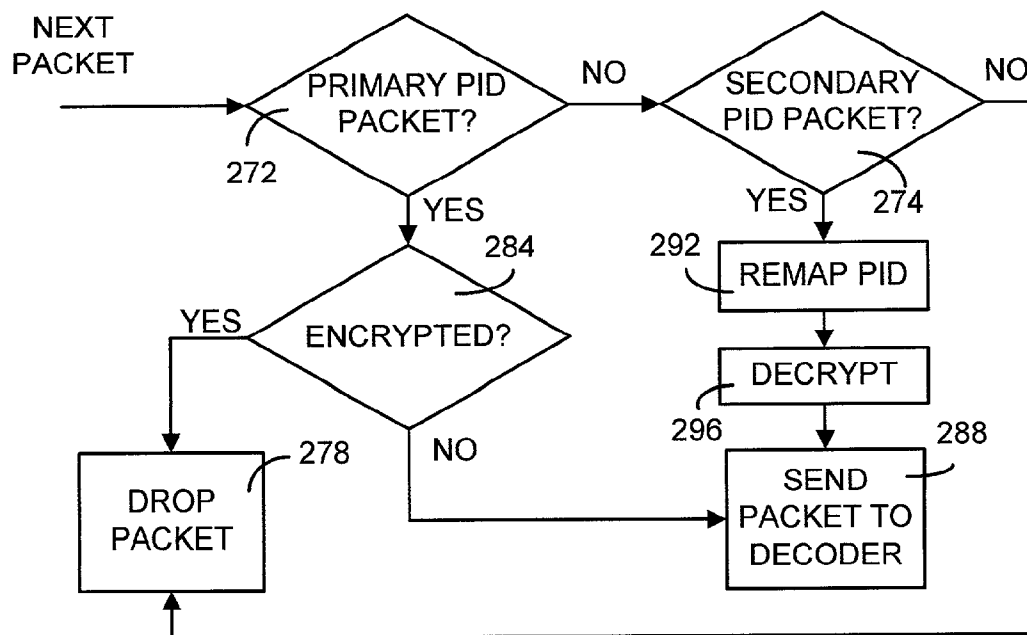 NEXT
PACKET
PRIMARY PID
PACKET?
272
NO
SECONDARY
PID PACKET?
274
NO
YES
284
ENCRYPTED?
YES
NO
YES
292
REMAP PID
DECRYPT
296
288
SEND
PACKET TO
DECODER
278
DROP
PACKET